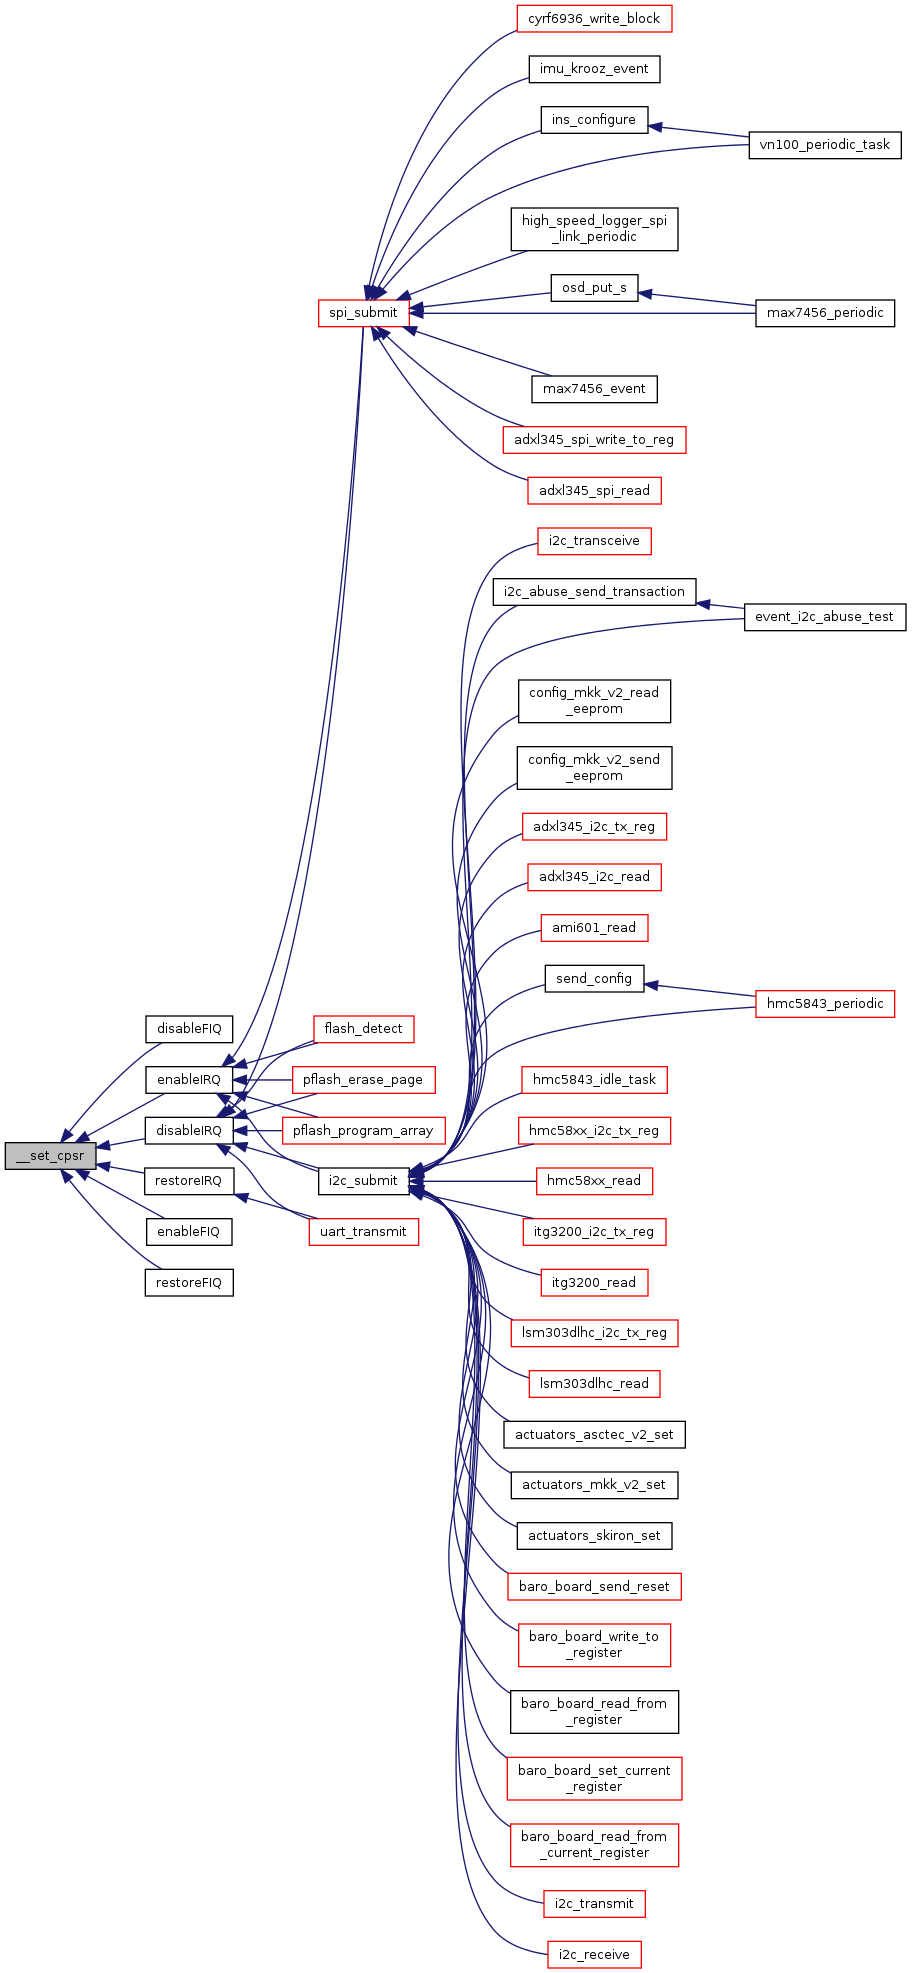 cyrf6936_write_block
imu_krooz_event
ins_configure
vn100_periodic_task
high_speed_logger_spi
_link_periodic
osd_put_s
spi_submit
max7456_periodic
max7456_event
adxl345_spi_write_to_reg
adxl345_spi_read
i2c_transceive
i2c_abuse_send_transaction
event_i2c_abuse_test
config_mkk_v2_read
_eeprom
config_mkk_v2_send
_eeprom
adxl345_i2c_tx_reg
adxl345_i2c_read
ami601_read
send_config
hmc5843_periodic
disableFIQ
flash_detect
enableIRQ
pflash_erase_page
hmc5843_idle_task
disableIRQ
pflash_program_array
hmc58xx_i2c_tx_reg
__set_cpsr
restoreIRQ
i2c_submit
hmc58xx_read
enableFIQ
uart_transmit
itg3200_i2c_tx_reg
restoreFIQ
itg3200_read
lsm303dlhc_i2c_tx_reg
lsm303dlhc_read
actuators_asctec_v2_set
actuators_mkk_v2_set
actuators_skiron_set
baro_board_send_reset
baro_board_write_to
_register
baro_board_read_from
_register
baro_board_set_current
_register
baro_board_read_from
_current_register
i2c_transmit
i2c_receive